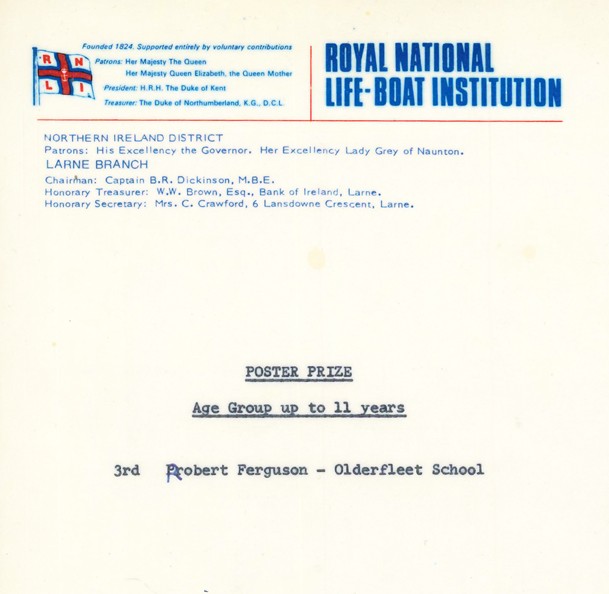 Founded 1824. Supported entirely by voluntary contributions
Patrons: Her Majesty The Queen
Her Majesty Queen Elizabeth, the Queen Mother
President: H.R.H. The Duke of Kent
Treasurer: The Duke of Northumberland, K.G., D.C.L
R N
L I
ROYAL NATIONAL
LIFE-BOAT INSTITUTION
NORTHERN IRELAND DISTRICT
Patrons: His Excellency the Governor. Her Excellency Lady Grey of Naunton.
LARNE BRANCH
Chairman: Captain B.R. Dickinson, M.B.E.
Honorary Treasurer: W.W. Brown, Esq., Bank of Ireland, Larne.
Honorary Secretary: Mrs. C. Crawford, 6 Lansdowne Crescent, Larne.
POSTER PRIZE
Age Group up to 11 years
3rd Robert Ferguson - Olderfleet School